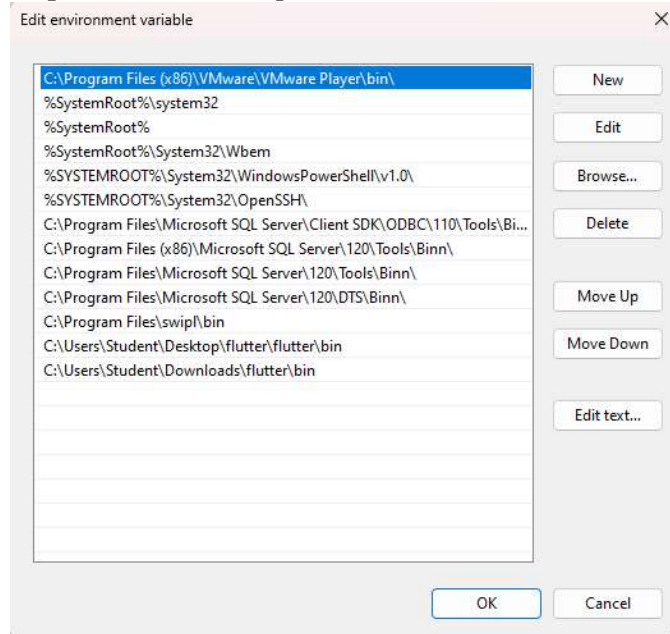 Edit environment variable
C:\Program Files (x86)\VMware\VMware Player\bin\
New
%SystemRoot%\system32
%SystemRoot%
Edit
%SystemRoot%\System32\Wbem
%SYSTEMROOT%\System32\WindowsPowerShell\v1.0\
Browse...
%SYSTEMROOT%\System32\OpenSSH\
C:\Program Files\Microsoft SQL Server\Client SDK\ODBC\110\Tools\Bi...
Delete
C:\Program Files (x86)\Microsoft SQL Server\120\Tools\Binn\
C:\Program Files\Microsoft SQL Server\120\Tools\Binn\
C:\Program Files\Microsoft SQL Server\120\DTS\Binn\
Move Up
C:\Program Files\swipl\bin
C:\Users\Student\Desktop\flutter\flutter\bin
Move Down
C:\Users\Student\Downloads\flutter\bin
Edit text...
OK
Cancel